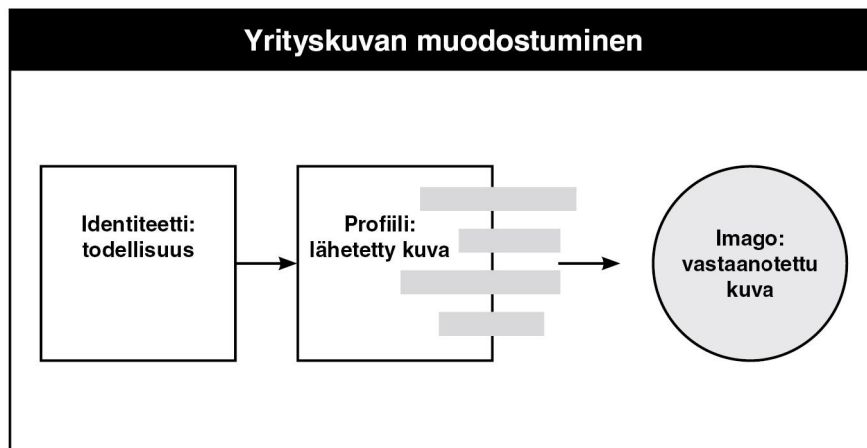 Yrityskuvan muodostuminen
Identiteetti:
todellisuus
Profiili:
lähetetty kuva
Imago:
vastaanotettu
kuva